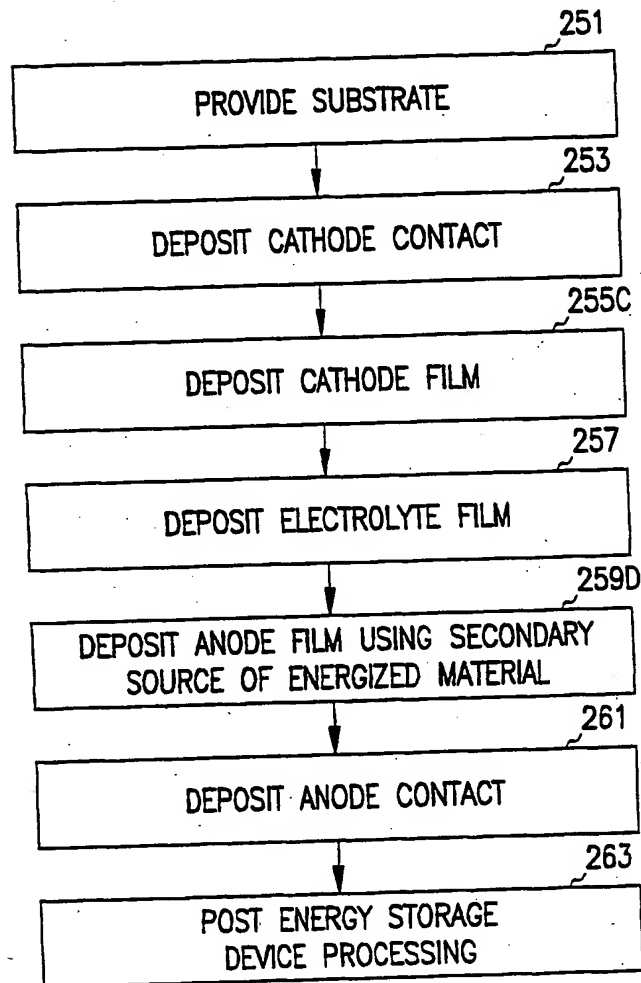 251
PROVIDE SUBSTRATE
253
DEPOSIT CATHODE CONTACT
255C
DEPOSIT CATHODE FILM
257
DEPOSIT ELECTROLYTE FILM
259D
DEPOSIT ANODE FILM USING SECONDARY
SOURCE OF ENERGIZED MATERIAL
261
DEPOSIT ANODE CONTACT
263
POST ENERGY STORAGE
DEVICE PROCESSING